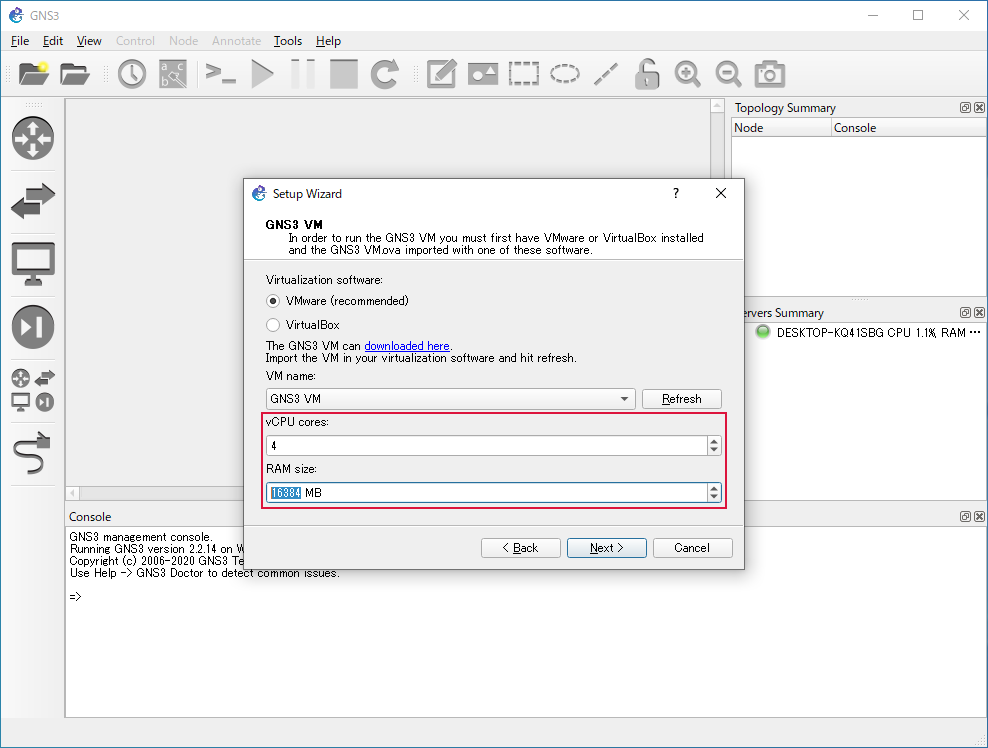 GNS3
File Edit View Control Node Annotate Tools Help
a c
Topology Summary
Node Console
Setup Wizard
?
GNS3 VM
In order to run the GNS3 VM you must first have VMware or VirtualBox installed
and the GNS3 VM.ova imported with one of these software.
Virtualization software:
VMware (recommended)
VirtualBox
The GNS3 VM can downloaded here.
Import the VM in your virtualization software and hit refresh.
VM name:
GNS3 VM
Refresh
vCPU cores:
4
RAM size:
16384 MB
< Back Next > Cancel
ervers Summary
DESKTOP-KQ41SBG CPU 1.1%, RAM ...
Console
GNS3 management console.
Running GNS3 version 2.2.14 on W
Copyright (c) 2006-2020 GNS3 Te
Use Help -> GNS3 Doctor to detect common issues.
=>